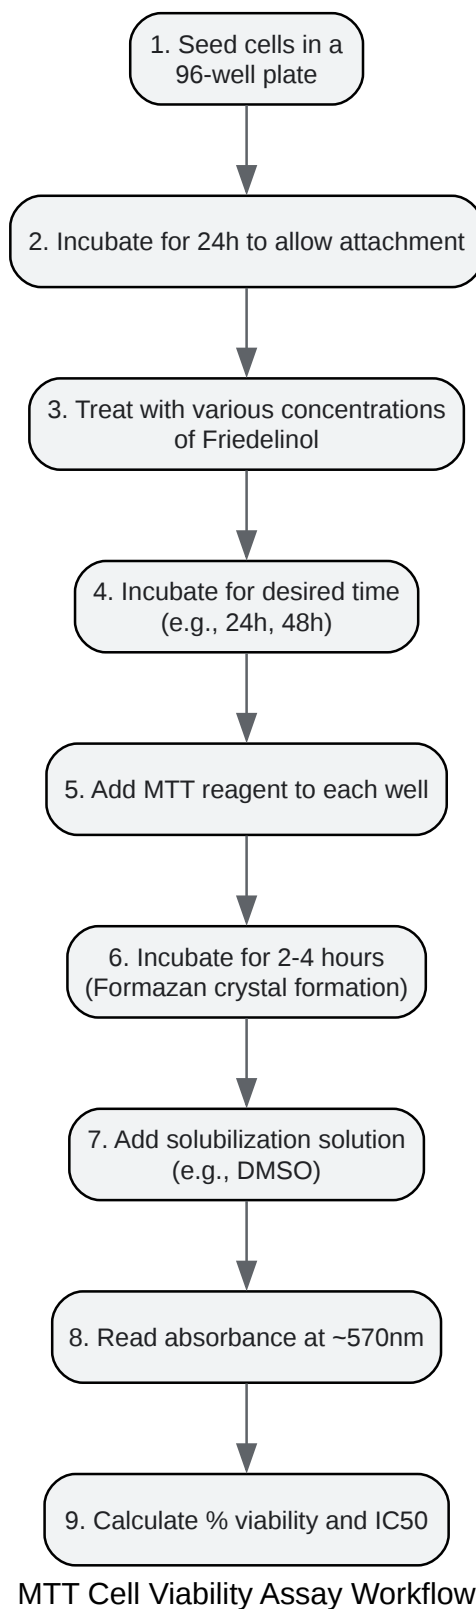 1. Seed cells in a
96-well plate
2. Incubate for 24h to allow attachment
3. Treat with various concentrations
of Friedelinol
4. Incubate for desired time
(e.g., 24h, 48h)
5. Add MTT reagent to each well
6. Incubate for 2-4 hours
(Formazan crystal formation)
7. Add solubilization solution
(e.g., DMSO)
8. Read absorbance at ~570nm
9. Calculate % viability and IC50
MTT Cell Viability Assay Workflow